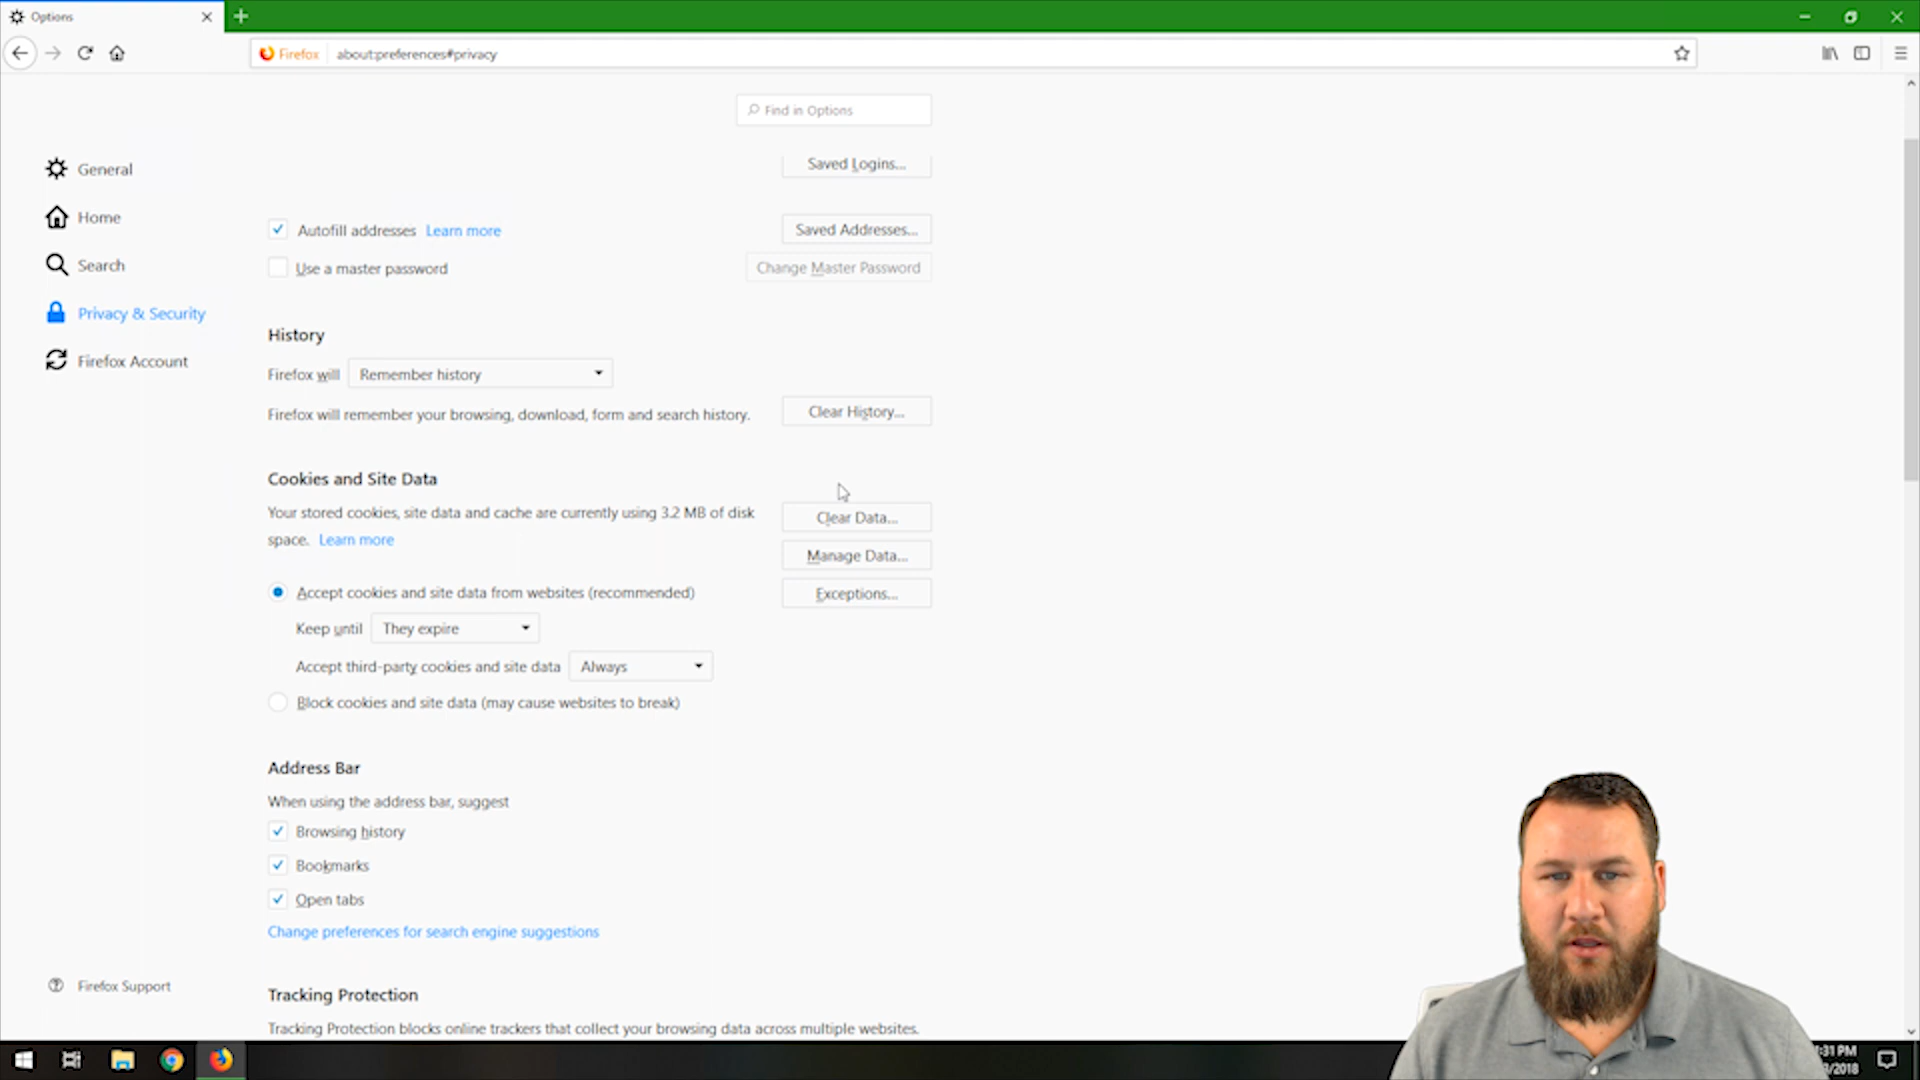 Options
Firefox about:preferences#privacy
Find in Options
General
Home
Search
Privacy & Security
Firefox Account
Firefox Support
Saved Logins...
Autofill addresses Learn more Saved Addresses...
Use a master password Change Master Password
History
Firefox will Remember history
Firefox will remember your browsing, download, form and search history. Clear History...
Cookies and Site Data
Your stored cookies, site data and cache are currently using 3.2 MB of disk
space. Learn more
Clear Data...
Manage Data...
Accept cookies and site data from websites (recommended) Exceptions...
Keep until They expire
Accept third-party cookies and site data Always
Block cookies and site data (may cause websites to break)
Address Bar
When using the address bar, suggest
Browsing history
Bookmarks
Open tabs
Change preferences for search engine suggestions
Tracking Protection
Tracking Protection blocks online trackers that collect your browsing data across multiple websites.
:31 PM
/2018